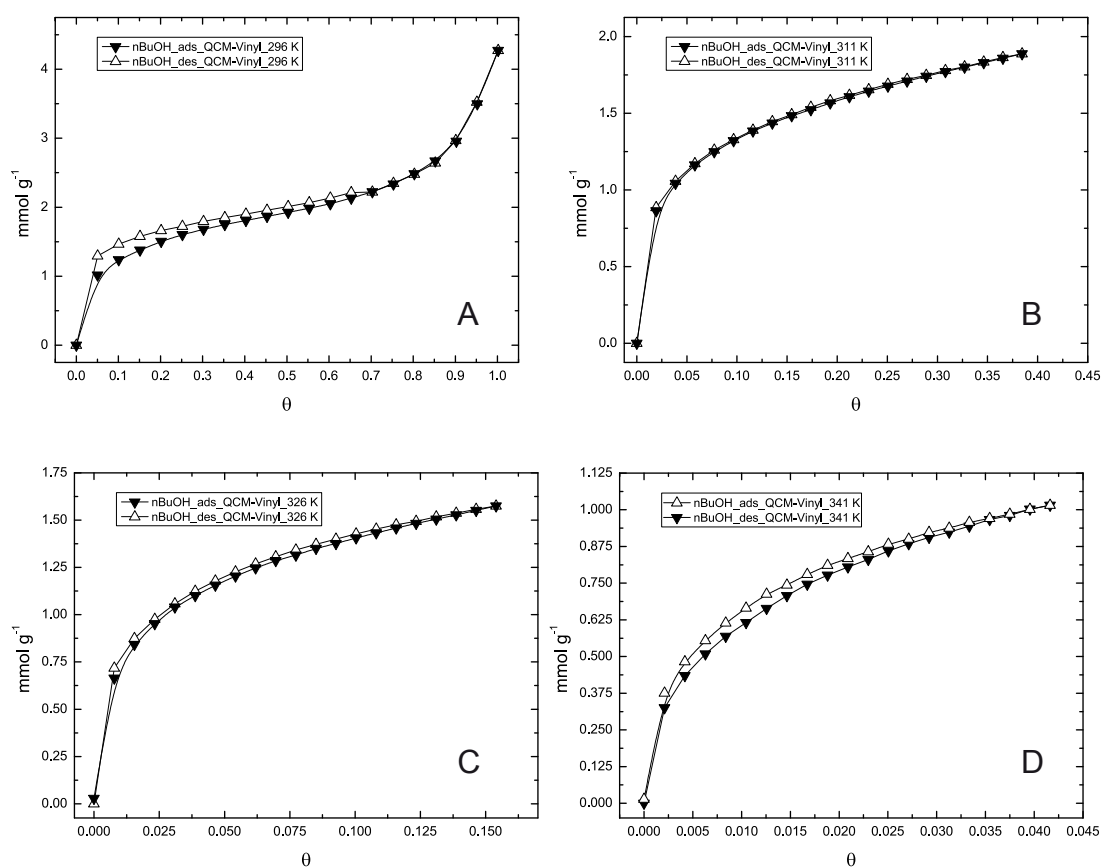 nBuOH_ads_QCM-Vinyl_296 K
nBuOH_des_QCM-Vinyl_296 K
4
3
2
1
0
mmol g-1
A
0.0 0.1 0.2 0.3 0.4 0.5 0.6 0.7 0.8 0.9 1.0
θ
nBuOH_ads_QCM-Vinyl_311 K
nBuOH_des_QCM-Vinyl_311 K
2.0
1.5
1.0
0.5
0.0
mmol g-1
B
0.00 0.05 0.10 0.15 0.20 0.25 0.30 0.35 0.40 0.45
θ
nBuOH_ads_QCM-Vinyl_326 K
nBuOH_des_QCM-Vinyl_326 K
1.75
1.50
1.25
1.00
0.75
0.50
0.25
0.00
mmol g-1
C
0.000 0.025 0.050 0.075 0.100 0.125 0.150
θ
nBuOH_ads_QCM-Vinyl_341 K
nBuOH_des_QCM-Vinyl_341 K
1.125
1.000
0.875
0.750
0.625
0.500
0.375
0.250
0.125
0.000
mmol g-1
D
0.000 0.005 0.010 0.015 0.020 0.025 0.030 0.035 0.040 0.045
θ